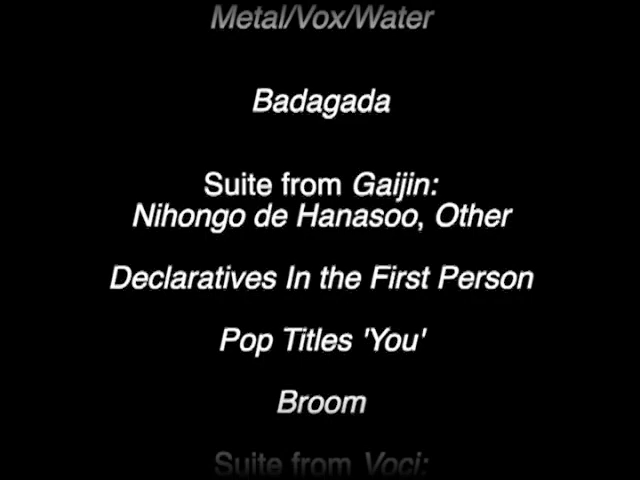 Metal/Vox/Water
Badagada
Suite from Gaijin:
Nihongo de Hanasoo, Other
Declaratives In the First Person
Pop Titles 'You'
Broom
Suite from Voci: